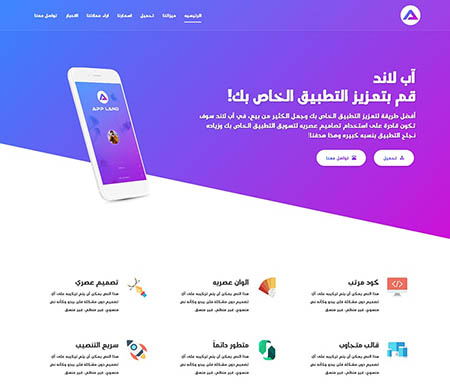 الرئيسيه ميزاتنا تحميل اسعارنا اراء عملائنا الاخبار تواصل معنا
آب لاند
قم بتعزيز التطبيق الخاص بك!
أفضل طريقة لتعزيز التطبيق الخاص بك وجعل الكثير من بيع، في آب لاند سوف
تكون قادرة على استخدام تصاميم عصريه لتسويق التطبيق الخاص بك وزياده
نجاح التطبيق بنسبه كبيره وهذا هدفنا!
تحميل تواصل معنا
APP LAND
كود مرتب
هذا النص يمكن أن يتم تركيبه على أي
تصميم دون مشكلة فلن يبدو وكأنه نص
منسوخ، غير منظم، غير منسق
الوان عصريه
هذا النص يمكن أن يتم تركيبه على أي
تصميم دون مشكلة فلن يبدو وكأنه نص
منسوخ، غير منظم، غير منسق
تصميم عصري
هذا النص يمكن أن يتم تركيبه على أي
تصميم دون مشكلة فلن يبدو وكأنه نص
منسوخ، غير منظم، غير منسق
قالب متجاوب
هذا النص يمكن أن يتم تركيبه على أي
تصميم دون مشكلة فلن يبدو وكأنه نص
منسوخ، غير منظم، غير منسق
متطور دائماً
هذا النص يمكن أن يتم تركيبه على أي
تصميم دون مشكلة فلن يبدو وكأنه نص
منسوخ، غير منظم، غير منسق
سريع التنصيب
هذا النص يمكن أن يتم تركيبه على أي
تصميم دون مشكلة فلن يبدو وكأنه نص
منسوخ، غير منظم، غير منسق